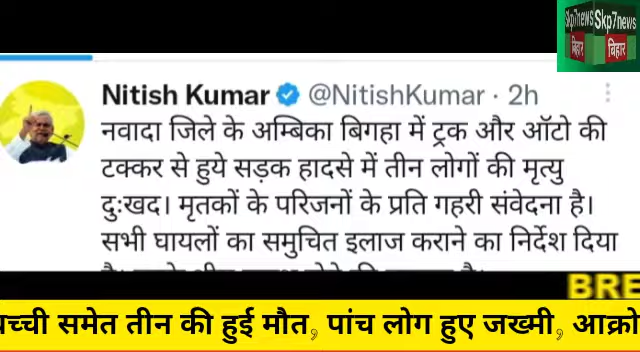 Skp7news Skp7news
बिहार बिहार
Nitish Kumar @NitishKumar · 2h
नवादा जिले के अम्बिका बिगहा में ट्रक और ऑटो की
टक्कर से हुये सड़क हादसे में तीन लोगों की मृत्यु
दुःखद। मृतकों के परिजनों के प्रति गहरी संवेदना है।
सभी घायलों का समुचित इलाज कराने का निर्देश दिया
BRE
समेत तीन की हुई मौत, पांच लोग हुए जख्मी, आक्रो